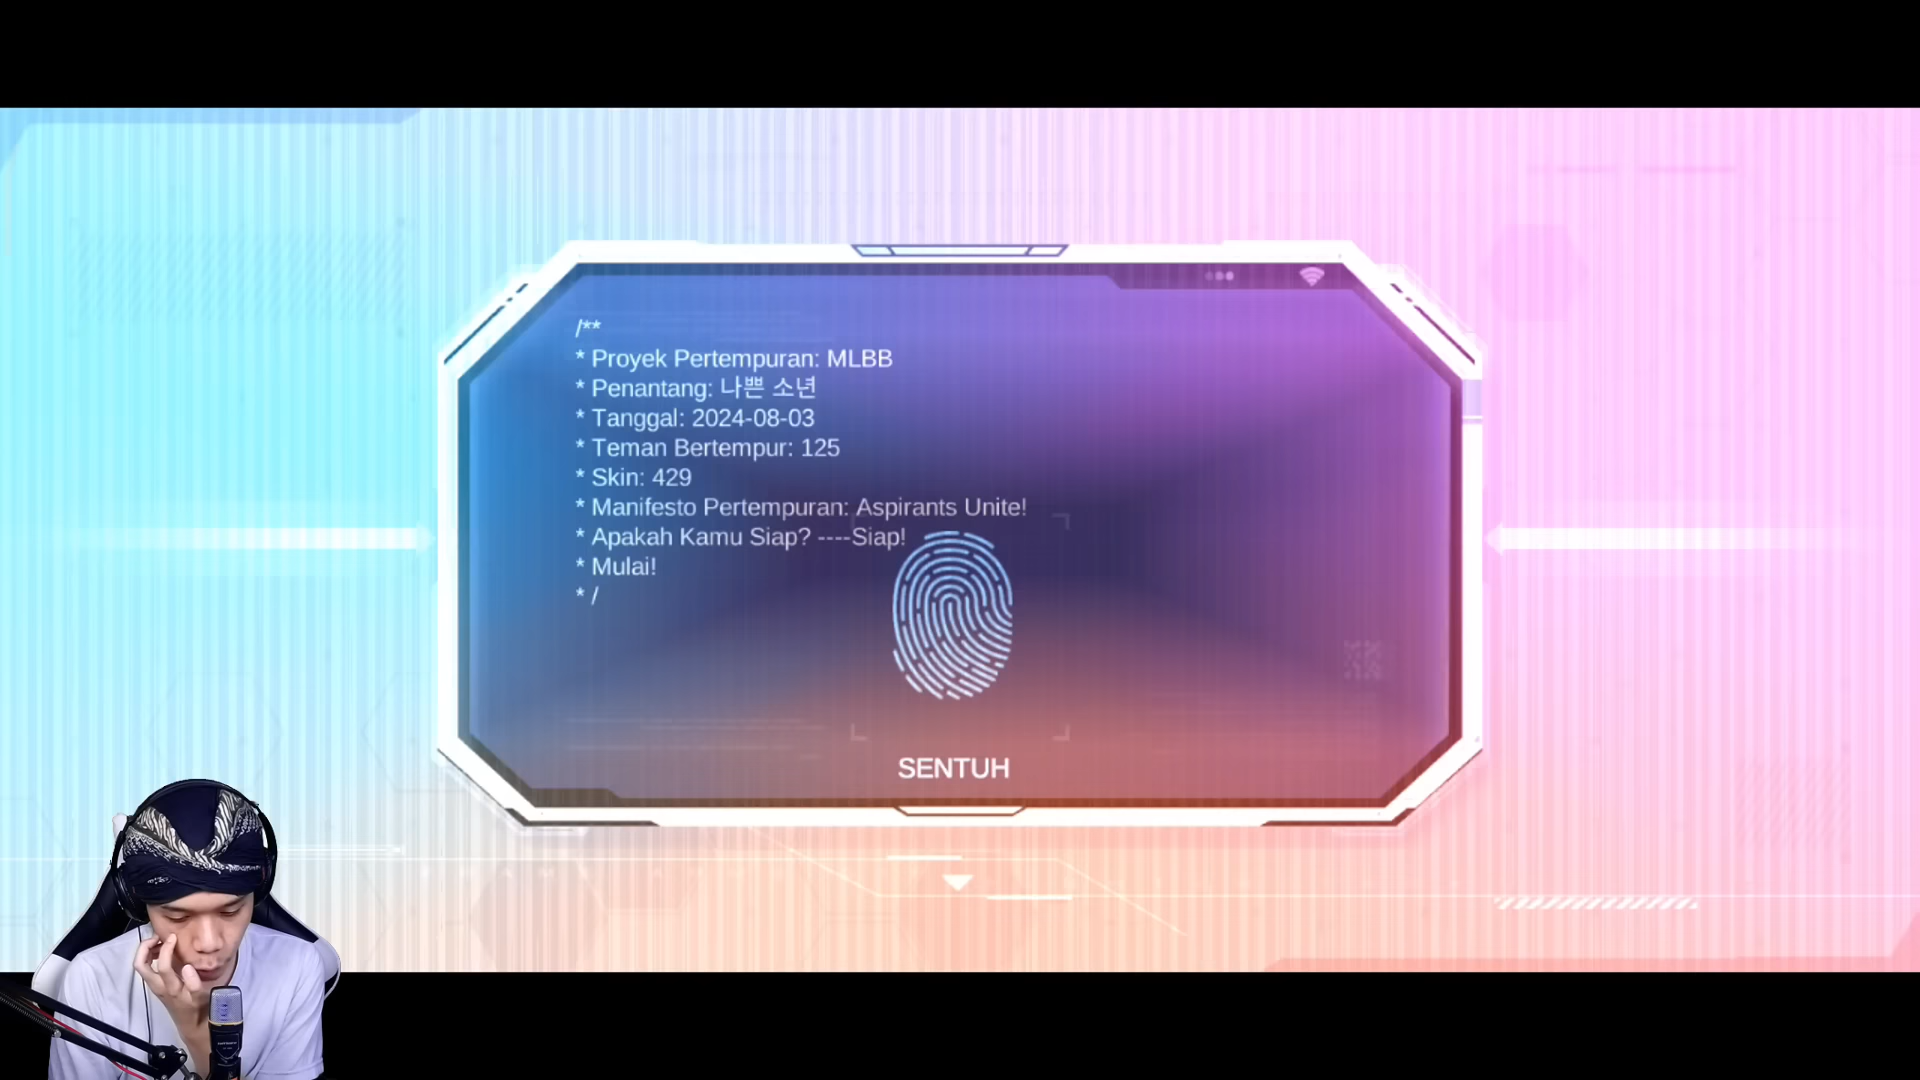 /**
* Proyek Pertempuran: MLBB
* Penantang: 나쁜 소년
* Tanggal: 2024-08-03
* Teman Bertempur: 125
* Skin: 429
* Manifesto Pertempuran: Aspirants Unite!
* Apakah Kamu Siap? ----Siap!
* Mulai!
* /
SENTUH